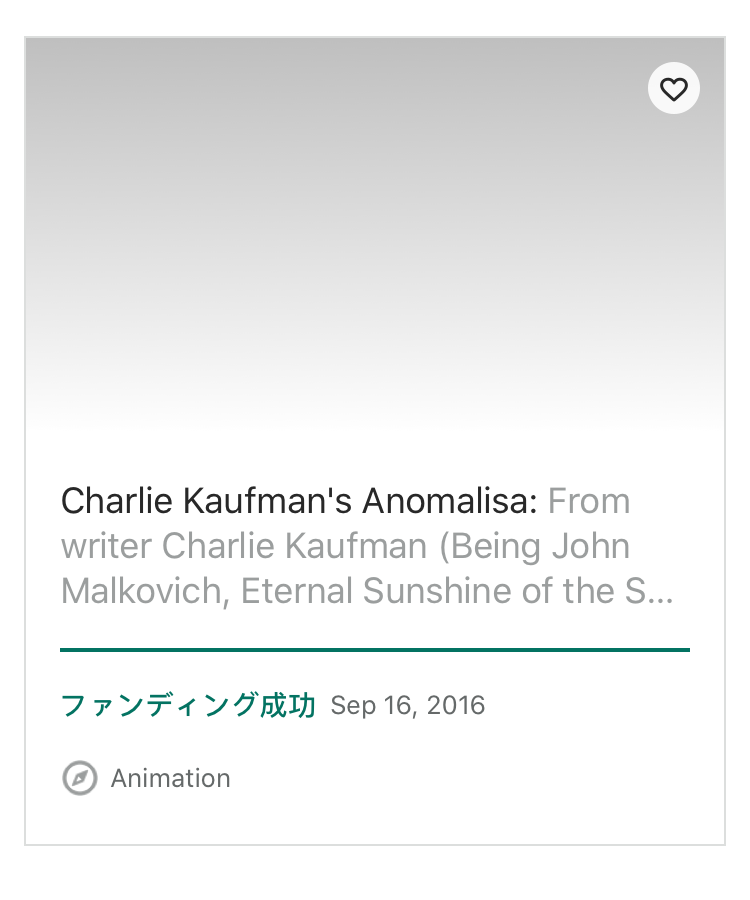 Charlie Kaufman's Anomalisa: From
writer Charlie Kaufman (Being John
Malkovich, Eternal Sunshine of the S...
ファンディング成功 Sep 16, 2016
Animation